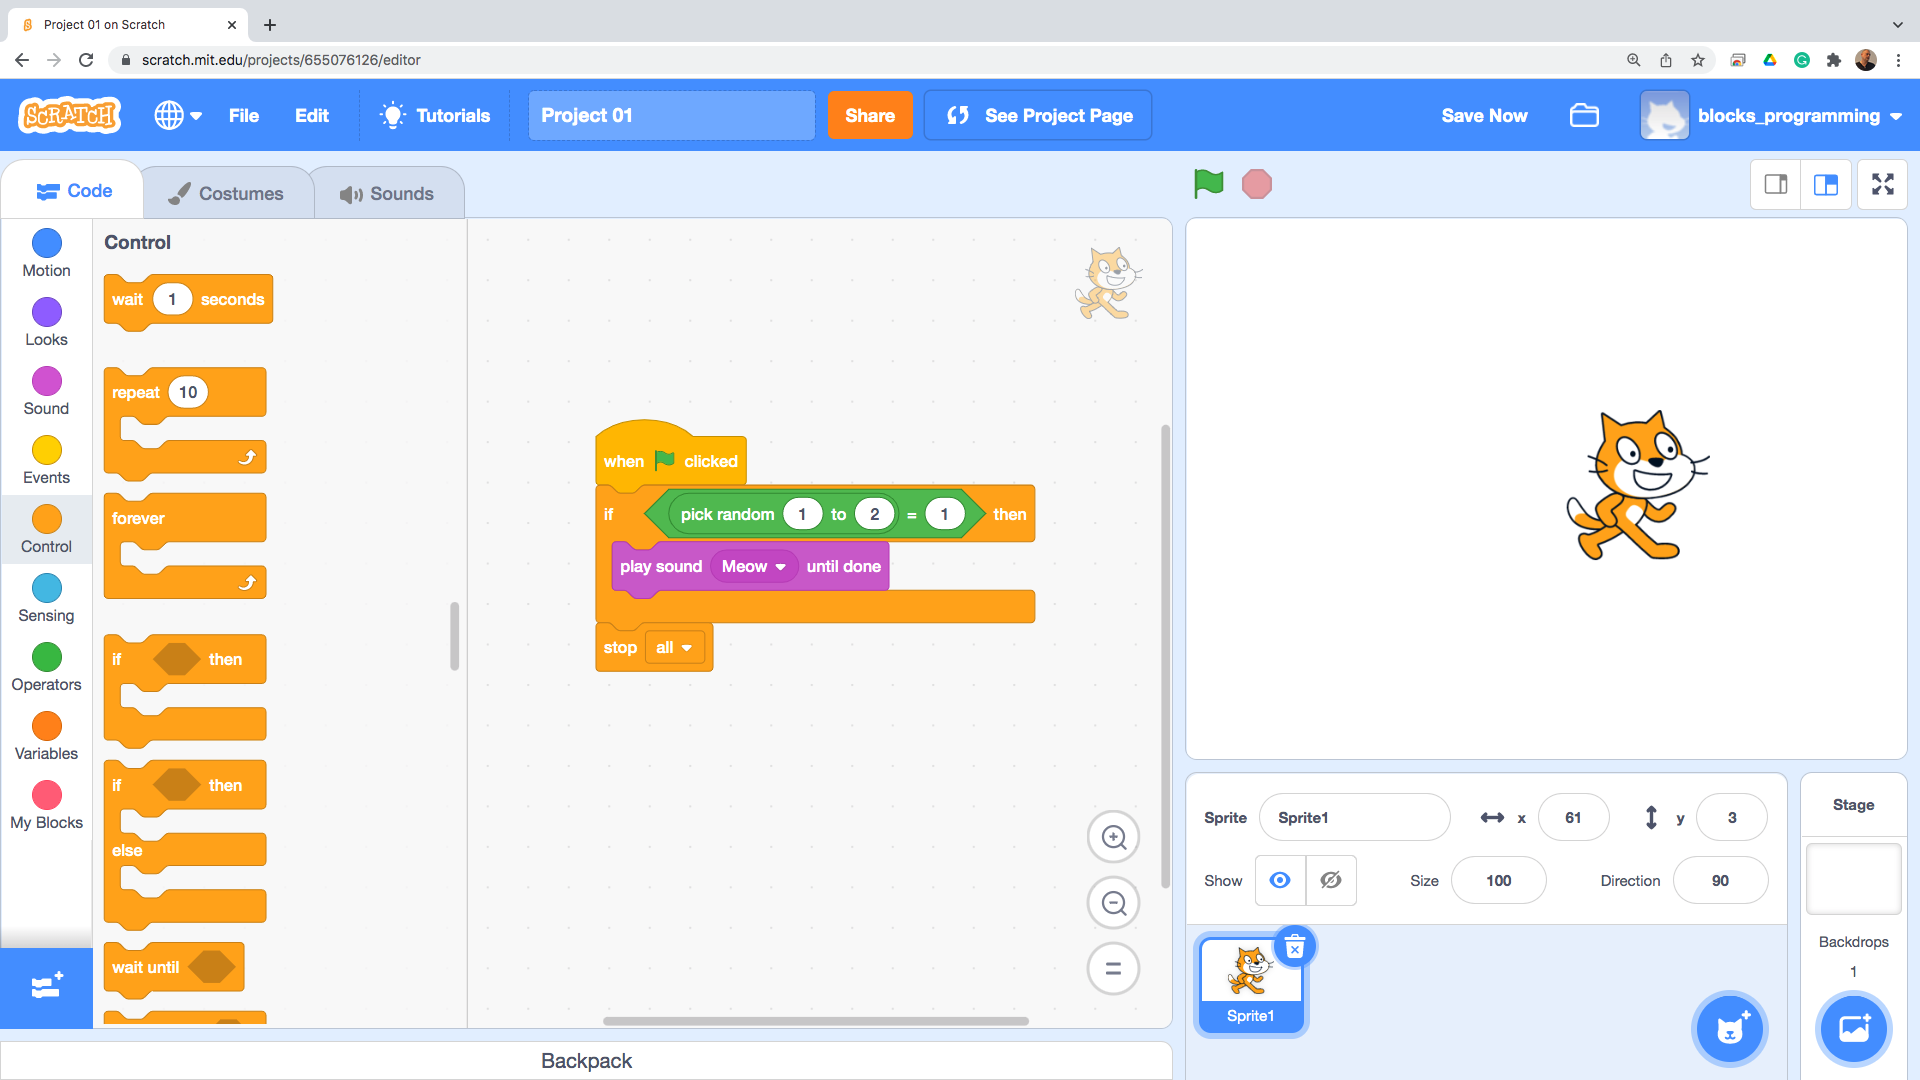 Project 01 on Scratch
scratch.mit.edu/projects/655076126/editor
SCRATCH File Edit Tutorials Project 01 Share See Project Page Save Now blocks_programming
Code Costumes Sounds
Motion
Looks
Sound
Events
Control
Sensing
Operators
Variables
My Blocks
Control
wait 1 seconds
repeat 10
forever
if then
if then
else
wait until
when clicked
if pick random 1 to 2 = 1 then
play sound Meow until done
stop all
Sprite Sprite1 x 61 y 3
Show Size 100 Direction 90
Sprite1
Stage
Backdrops
1
Backpack